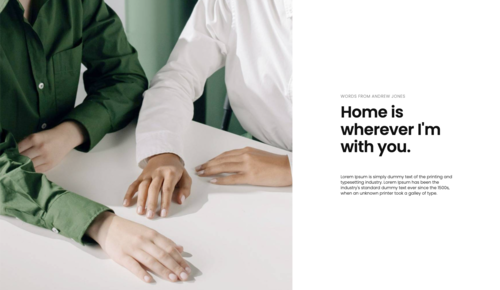 WORDS FROM ANDREW JONES
Home is
wherever I'm
with you.
Lorem Ipsum is simply dummy text of the printing and
typesetting industry. Lorem Ipsum has been the
industry's standard dummy text ever since the 1500s,
when an unknown printer took a galley of type.